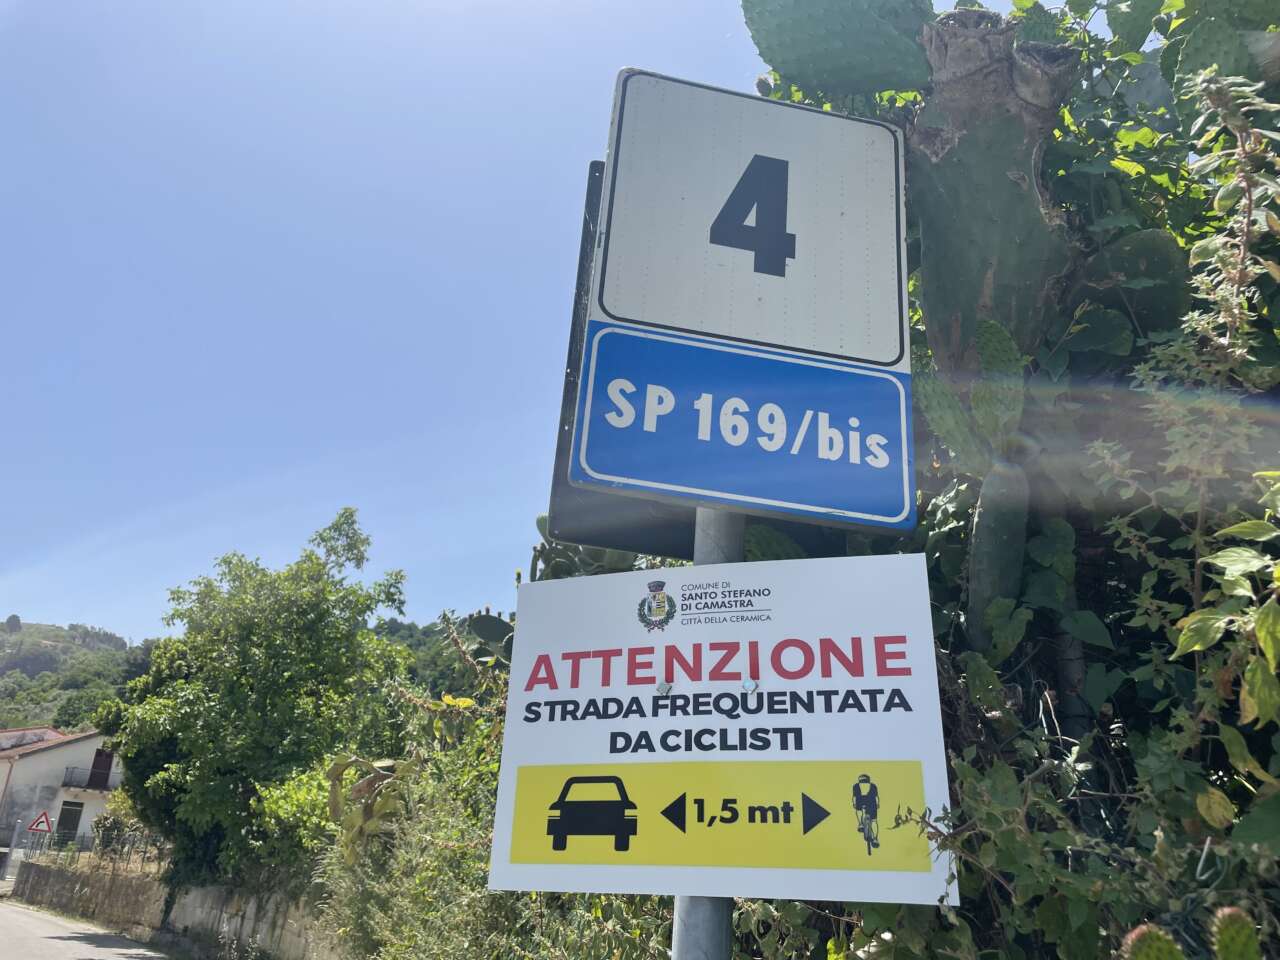 4
SP 169/bis
COMUNE DI
SANTO STEFANO
DI CAMASTRA
CITTÀ DELLA CERAMICA
ATTENZIONE
STRADA FREQUENTATA
DA CICLISTI
1,5 mt